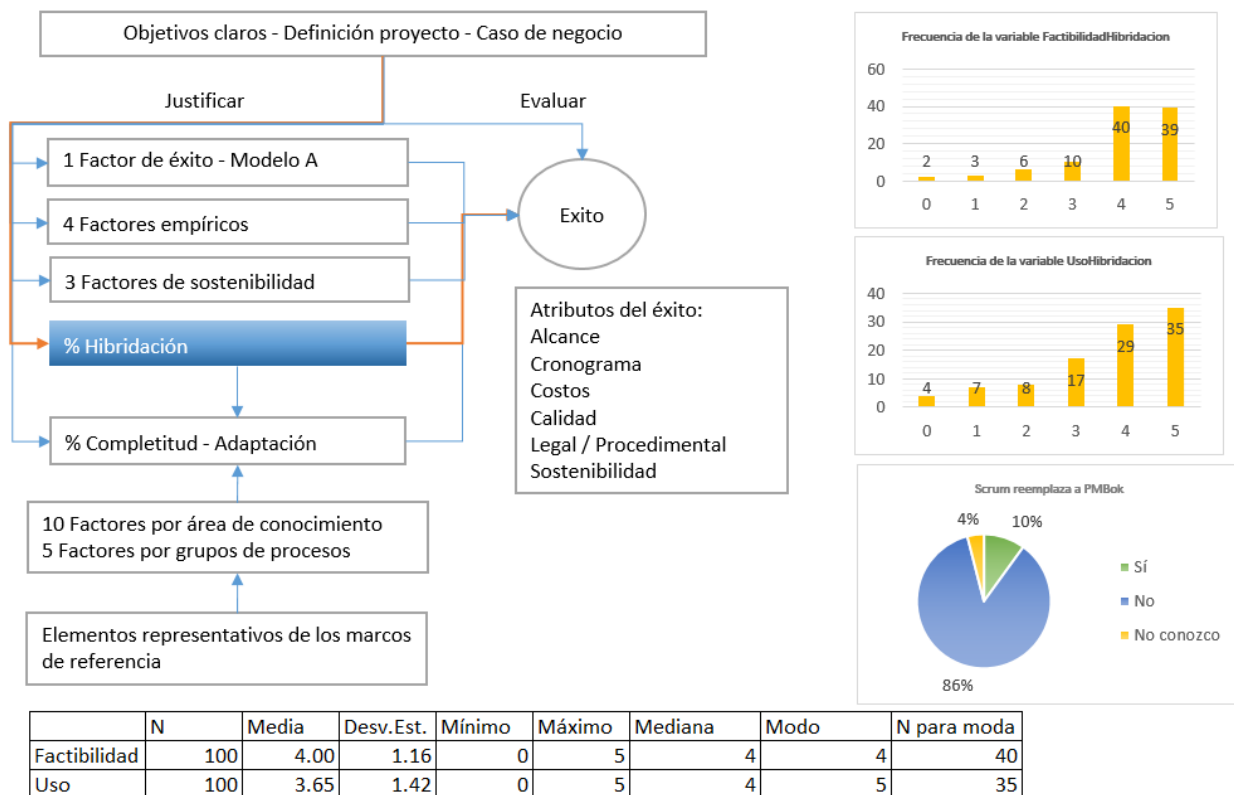 Objetivos claros - Definición proyecto - Caso de negocio
Justificar
Evaluar
1 Factor de éxito - Modelo A
4 Factores empíricos
3 Factores de sostenibilidad
% Hibridación
% Completitud - Adaptación
10 Factores por área de conocimiento
5 Factores por grupos de procesos
Elementos representativos de los marcos
de referencia
Exito
Atributos del éxito:
Alcance
Cronograma
Costos
Calidad
Legal / Procedimental
Sostenibilidad
Frecuencia de la variable FactibilidadHibridacion
60
40
20
0
2 3 6 10 40 39
0 1 2 3 4 5
Frecuencia de la variable UsoHibridacion
40
30
20
10
0
4 7 8 17 29 35
0 1 2 3 4 5
Scrum reemplaza a PMBok
4% 10%
86%
Sí
No
No conozco
N Media Desv.Est. Mínimo Máximo Mediana Modo N para moda
Factibilidad 100 4.00 1.16 0 5 4 4 40
Uso 100 3.65 1.42 0 5 4 5 35